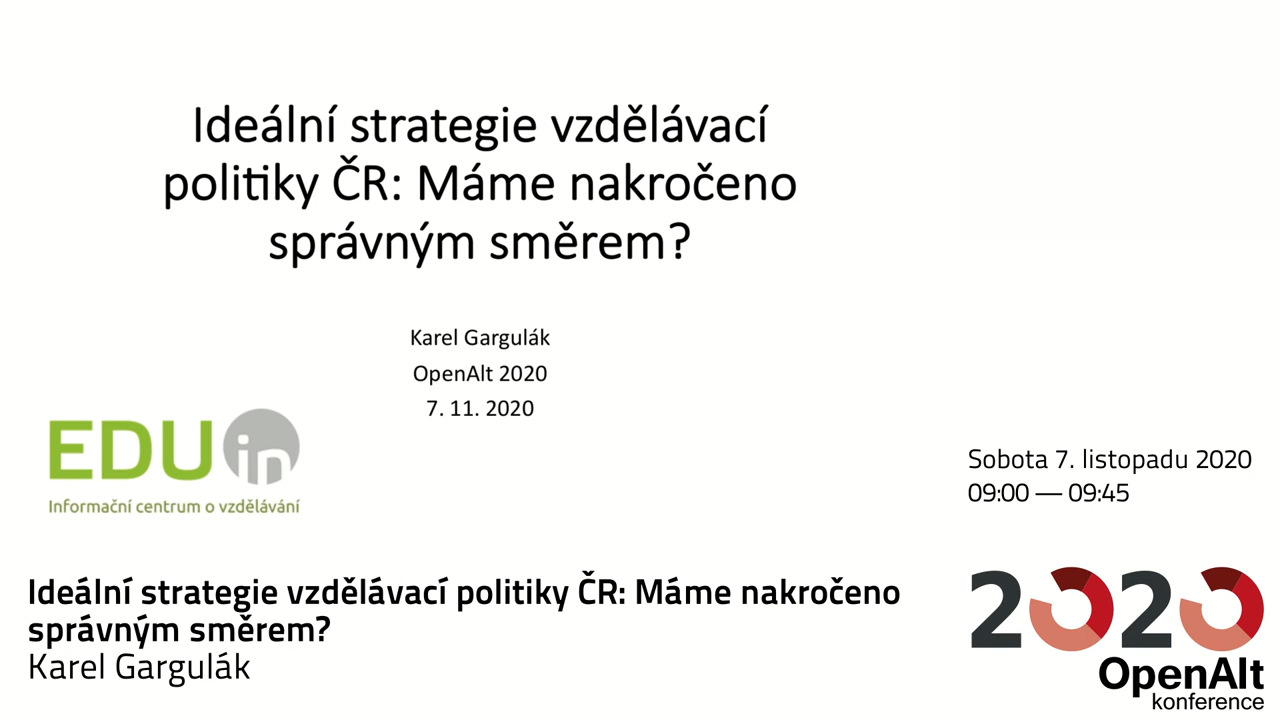 Ideální strategie vzdělávací
politiky ČR: Máme nakročeno
správným směrem?
Karel Gargulák
OpenAlt 2020
7. 11. 2020
EDUin
Informační centrum o vzdělávání
Sobota 7. listopadu 2020
09:00 — 09:45
Ideální strategie vzdělávací politiky ČR: Máme nakročeno
správným směrem?
Karel Gargulák
2020
OpenAlt
konference